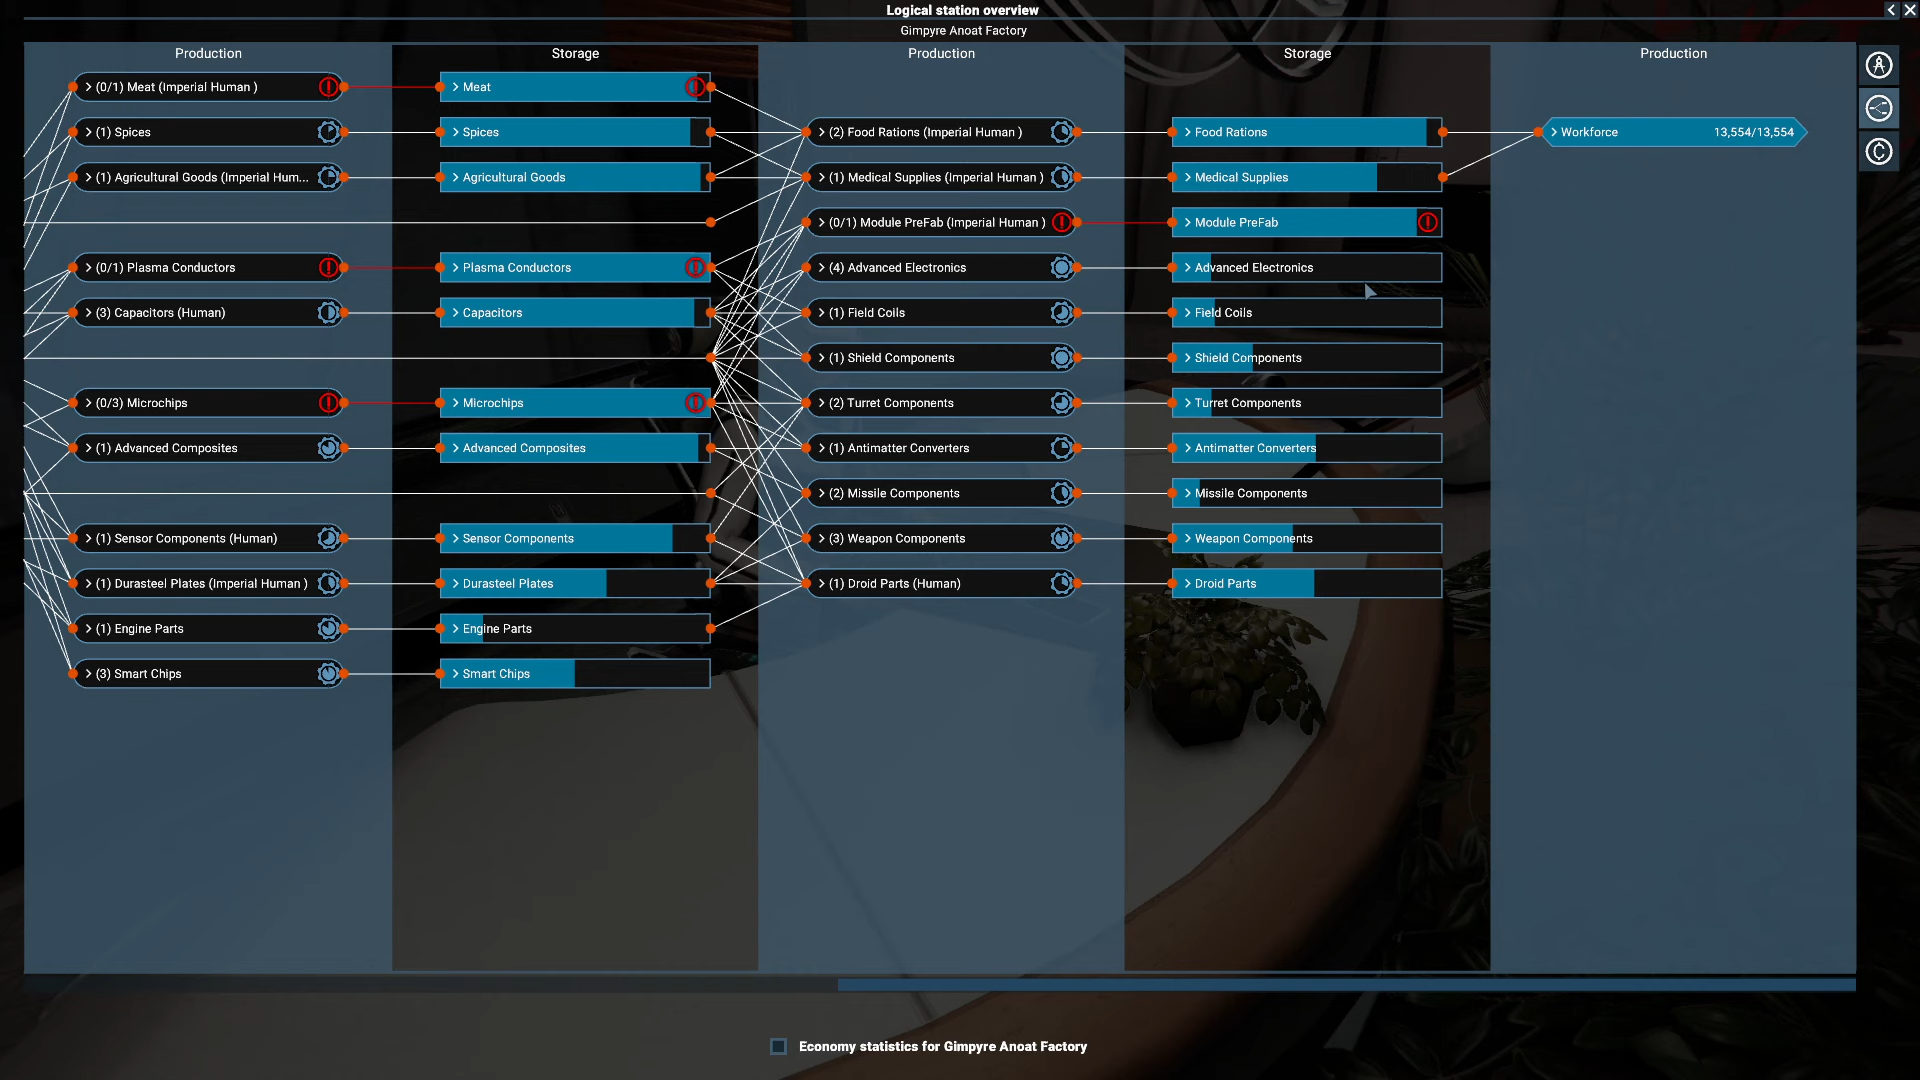 Logical station overview
Gimpyre Anoat Factory
Production
Storage
Production
Storage
Production
(0/1) Meat (Imperial Human )
Meat
(1) Spices
Spices
(2) Food Rations (Imperial Human )
Food Rations
Workforce
13,554/13,554
(1) Agricultural Goods (Imperial Hum...
Agricultural Goods
(1) Medical Supplies (Imperial Human )
Medical Supplies
(0/1) Module PreFab (Imperial Human )
Module PreFab
(0/1) Plasma Conductors
Plasma Conductors
(4) Advanced Electronics
Advanced Electronics
(3) Capacitors (Human)
Capacitors
(1) Field Coils
Field Coils
(1) Shield Components
Shield Components
(0/3) Microchips
Microchips
(2) Turret Components
Turret Components
(1) Advanced Composites
Advanced Composites
(1) Antimatter Converters
Antimatter Converters
(2) Missile Components
Missile Components
(1) Sensor Components (Human)
Sensor Components
(3) Weapon Components
Weapon Components
(1) Durasteel Plates (Imperial Human )
Durasteel Plates
(1) Droid Parts (Human)
Droid Parts
(1) Engine Parts
Engine Parts
(3) Smart Chips
Smart Chips
Economy statistics for Gimpyre Anoat Factory